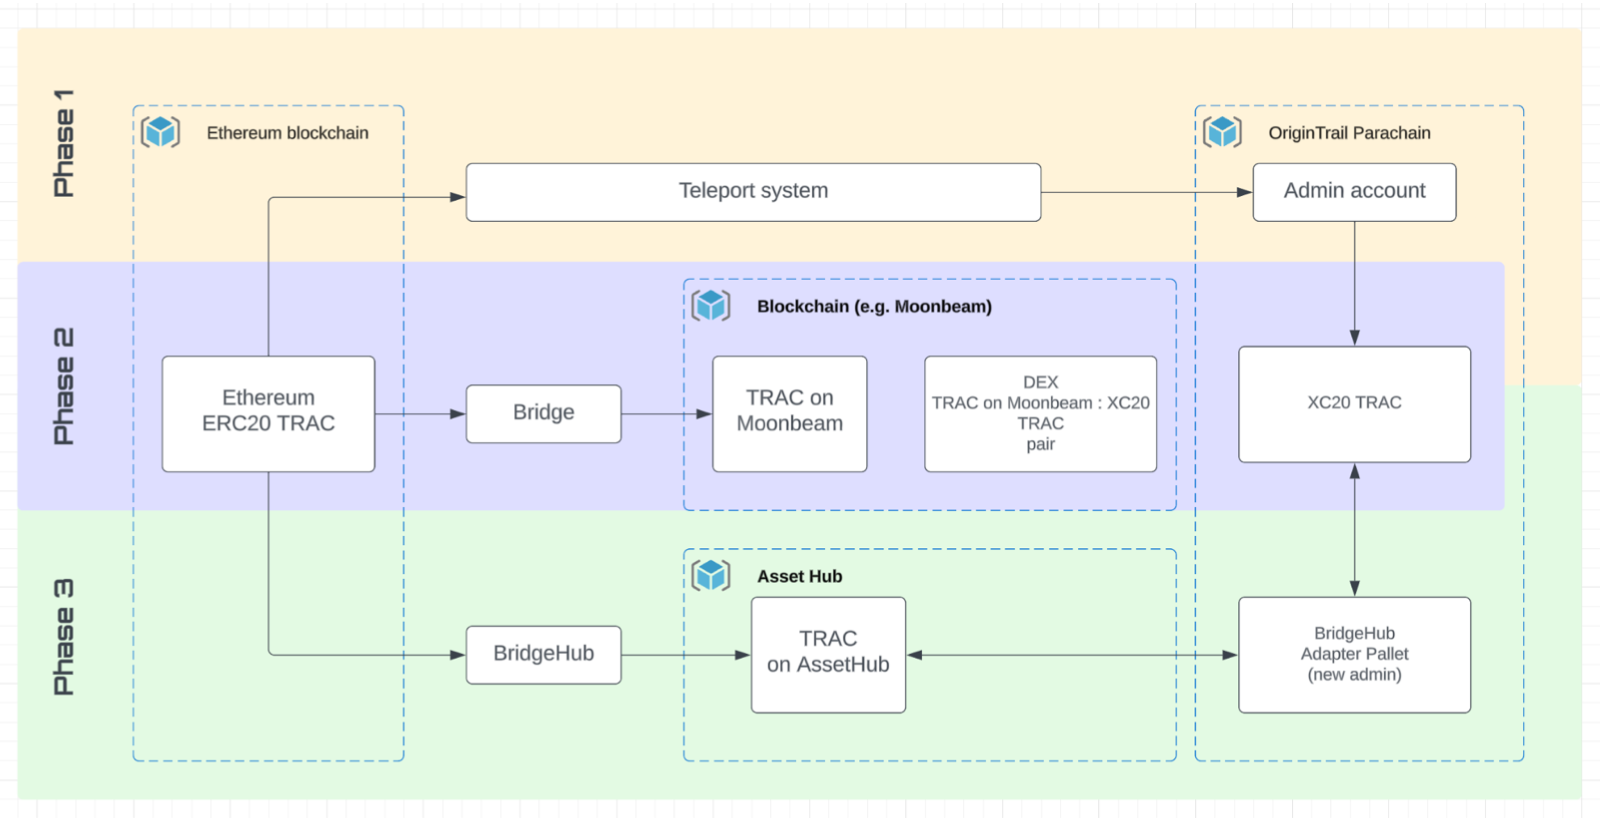 Phase 1
Ethereum blockchain
OriginTrail Parachain
Teleport system
Admin account
Phase 2
Blockchain (e.g. Moonbeam)
Ethereum
ERC20 TRAC
Bridge
TRAC on
Moonbeam
DEX
TRAC on Moonbeam : XC20
TRAC
pair
XC20 TRAC
Phase 3
Asset Hub
BridgeHub
TRAC
on AssetHub
BridgeHub
Adapter Pallet
(new admin)